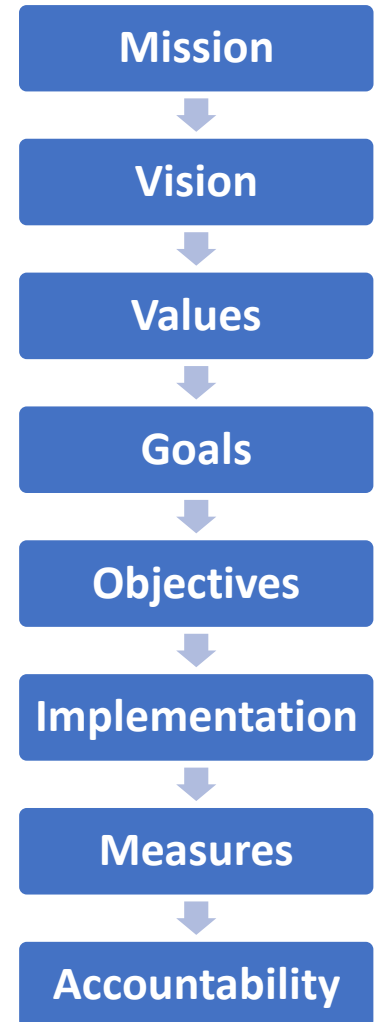 Mission
Vision
Values
Goals
Objectives
Implementation
Measures
Accountability